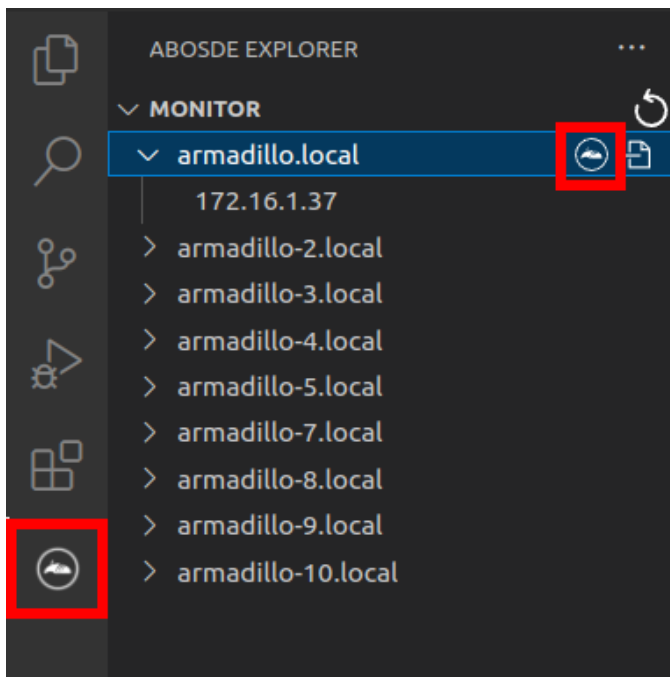 ABOSDE EXPLORER
MONITOR
armadillo.local
172.16.1.37
armadillo-2.local
armadillo-3.local
armadillo-4.local
armadillo-5.local
armadillo-7.local
armadillo-8.local
armadillo-9.local
armadillo-10.local